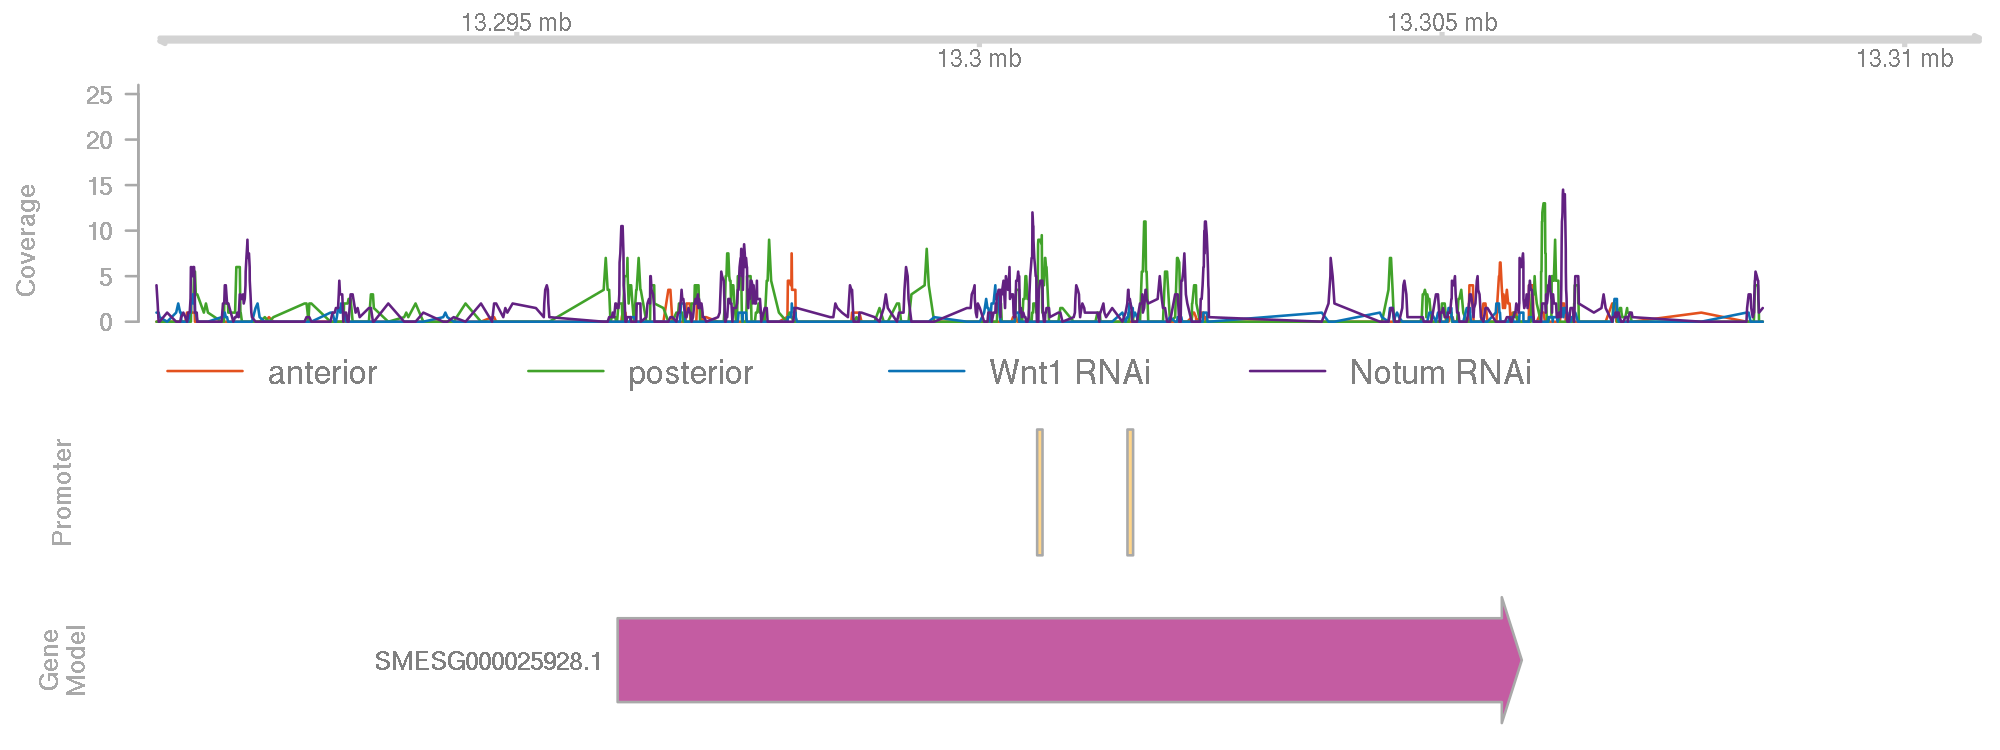 13.295 mb
13.305 mb
13.3 mb
13.31 mb
Coverage
25
20
15
10
5
0
anterior
posterior
Wnt1 RNAi
Notum RNAi
Promoter
Gene
Model
SMESG000025928.1